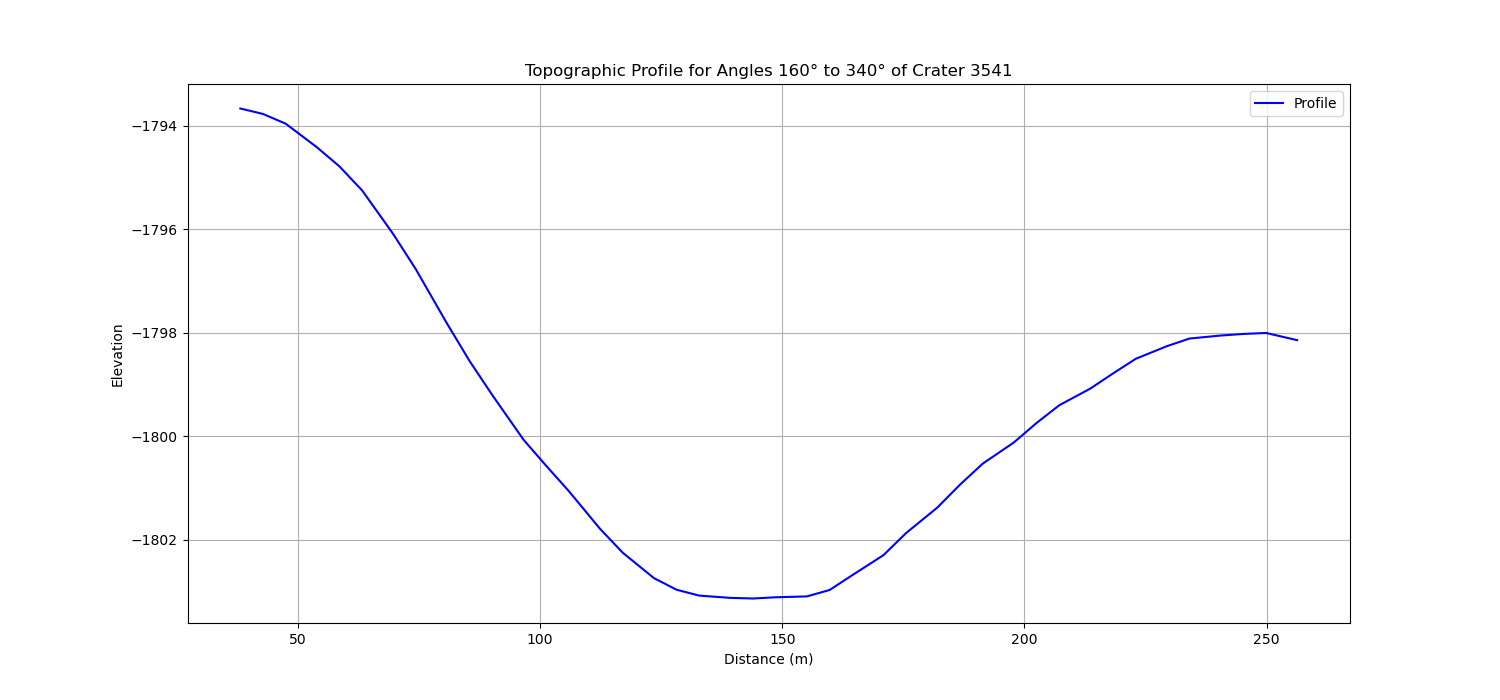 Topographic Profile for Angles 160° to 340° of Crater 3541
Profile
−1794
−1796
−1798
−1800
−1802
Elevation
50
100
150
200
250
Distance (m)